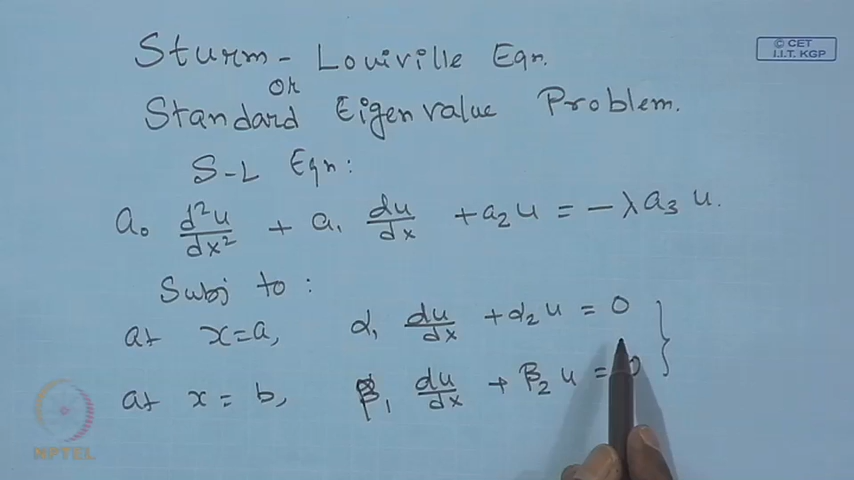 Sturm-Louiville Eqn.
© CET
I.I.T. KGP
or
Standard Eigenvalue Problem.
S-L Eqn:
a₀ d²u/dx² + a₁ du/dx + a₂u = -λa₃u.
Subj to:
at x=a, α₁ du/dx + α₂u = 0
at x=b, β₁ du/dx + β₂u = 0
NPTEL